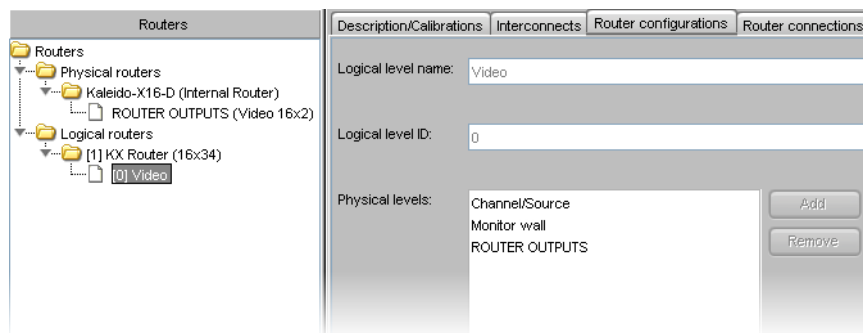 Routers
Routers
Physical routers
Kaleido-X16-D (Internal Router)
ROUTER OUTPUTS (Video 16x2)
Logical routers
[1] KX Router (16x34)
[0] Video
Description/Calibrations
Interconnects
Router configurations
Router connections
Logical level name:
Video
Logical level ID:
0
Physical levels:
Channel/Source
Monitor wall
ROUTER OUTPUTS
Add
Remove